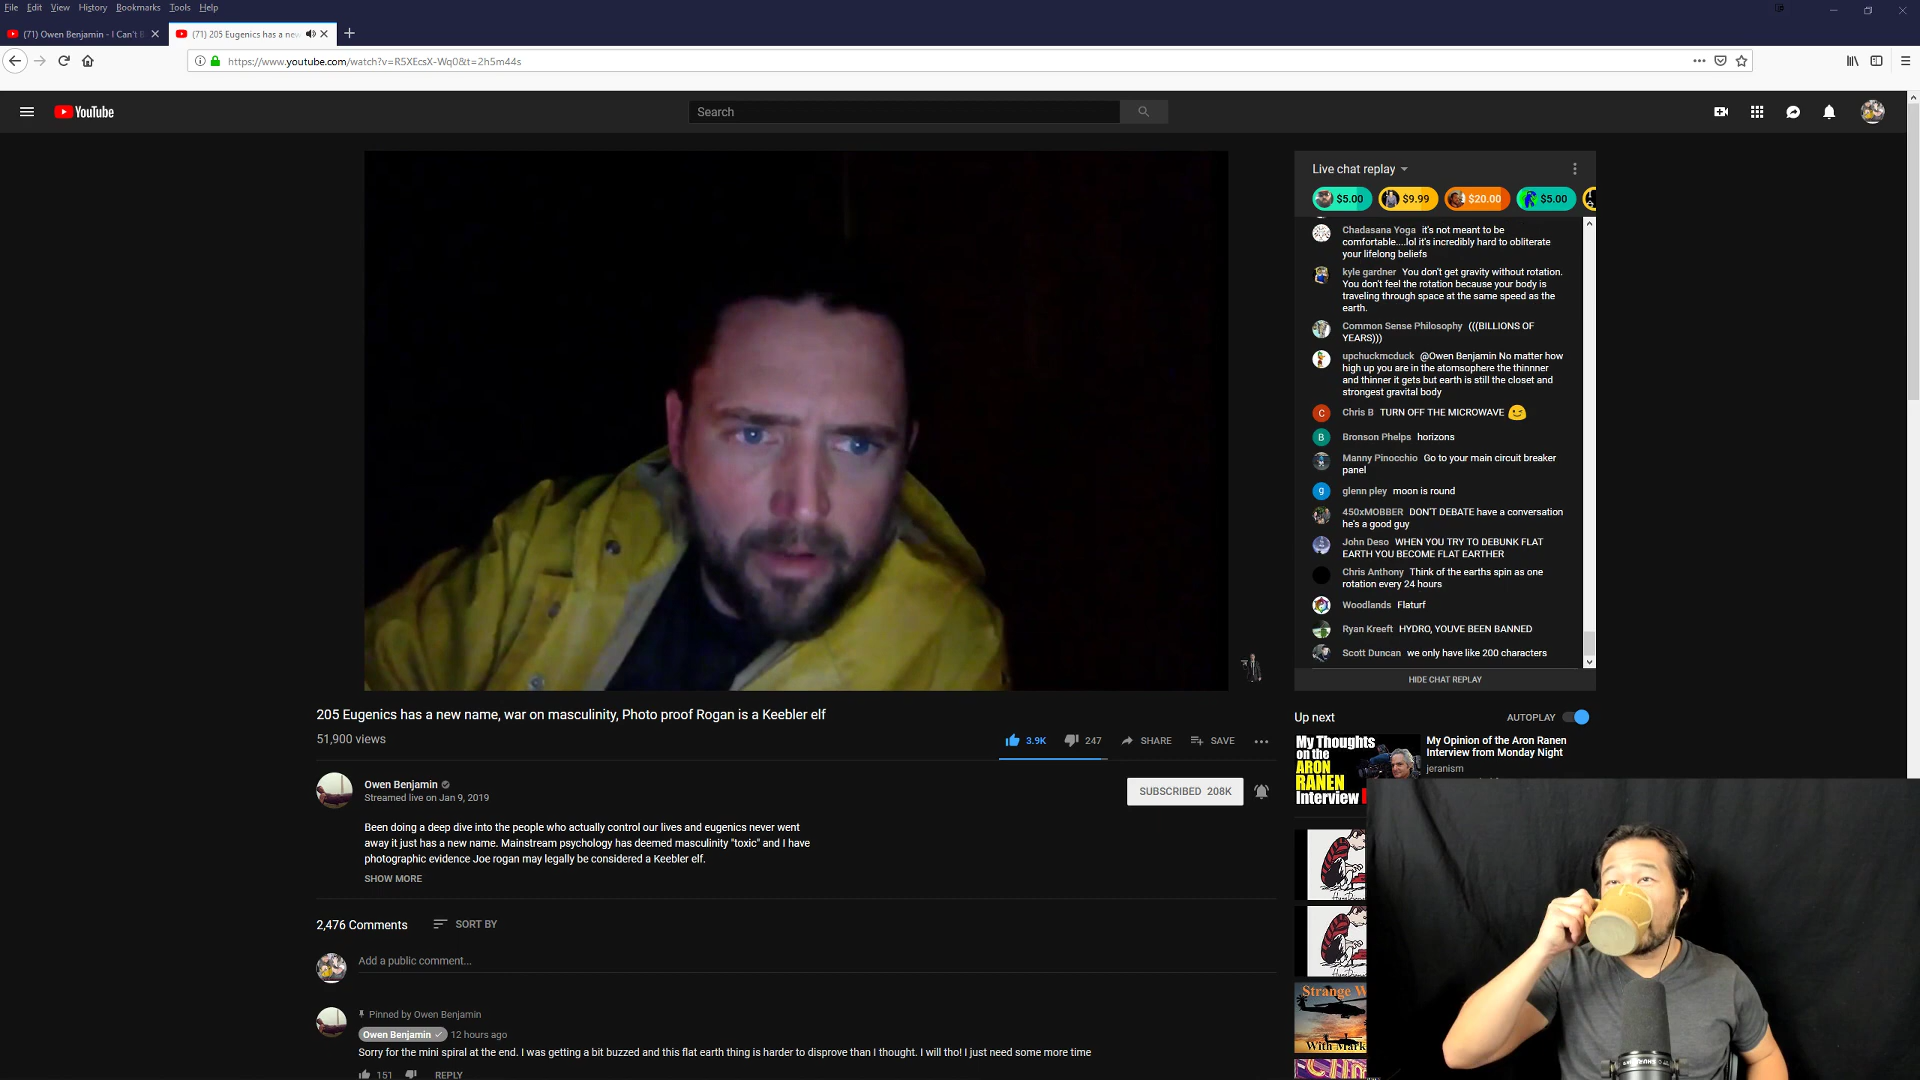 File Edit View History Bookmarks Tools Help
(71) Owen Benjamin - I Can't B
(71) 205 Eugenics has a new
https://www.youtube.com/watch?v=R5XEcsX-Wq0&t=2h5m44s
YouTube
Search
Live chat replay
$5.00 $9.99 $20.00 $5.00
Chadasana Yoga it's not meant to be
comfortable....lol it's incredibly hard to obliterate
your lifelong beliefs
kyle gardner You don't get gravity without rotation.
You don't feel the rotation because your body is
traveling through space at the same speed as the
earth.
Common Sense Philosophy (((BILLIONS OF
YEARS)))
upchuckmcduck @Owen Benjamin No matter how
high up you are in the atomsophere the thinnner
and thinner it gets but earth is still the closet and
strongest gravital body
Chris B TURN OFF THE MICROWAVE
Bronson Phelps horizons
Manny Pinocchio Go to your main circuit breaker
panel
glenn pley moon is round
450xMOBBER DON'T DEBATE have a conversation
he's a good guy
John Deso WHEN YOU TRY TO DEBUNK FLAT
EARTH YOU BECOME FLAT EARTHER
Chris Anthony Think of the earths spin as one
rotation every 24 hours
Woodlands Flaturf
Ryan Kreeft HYDRO, YOUVE BEEN BANNED
Scott Duncan we only have like 200 characters
HIDE CHAT REPLAY
205 Eugenics has a new name, war on masculinity, Photo proof Rogan is a Keebler elf
51,900 views
3.9K 247 SHARE SAVE
Owen Benjamin
Streamed live on Jan 9, 2019
SUBSCRIBED 208K
Been doing a deep dive into the people who actually control our lives and eugenics never went
away it just has a new name. Mainstream psychology has deemed masculinity "toxic" and I have
photographic evidence Joe rogan may legally be considered a Keebler elf.
SHOW MORE
2,476 Comments SORT BY
Add a public comment...
Pinned by Owen Benjamin
Owen Benjamin 12 hours ago
Sorry for the mini spiral at the end. I was getting a bit buzzed and this flat earth thing is harder to disprove than I thought. I will tho! I just need some more time
151 REPLY
Up next AUTOPLAY
My Thoughts
on the
ARON
RANEN
Interview
My Opinion of the Aron Ranen
Interview from Monday Night
jeranism
Strange W
With Mark